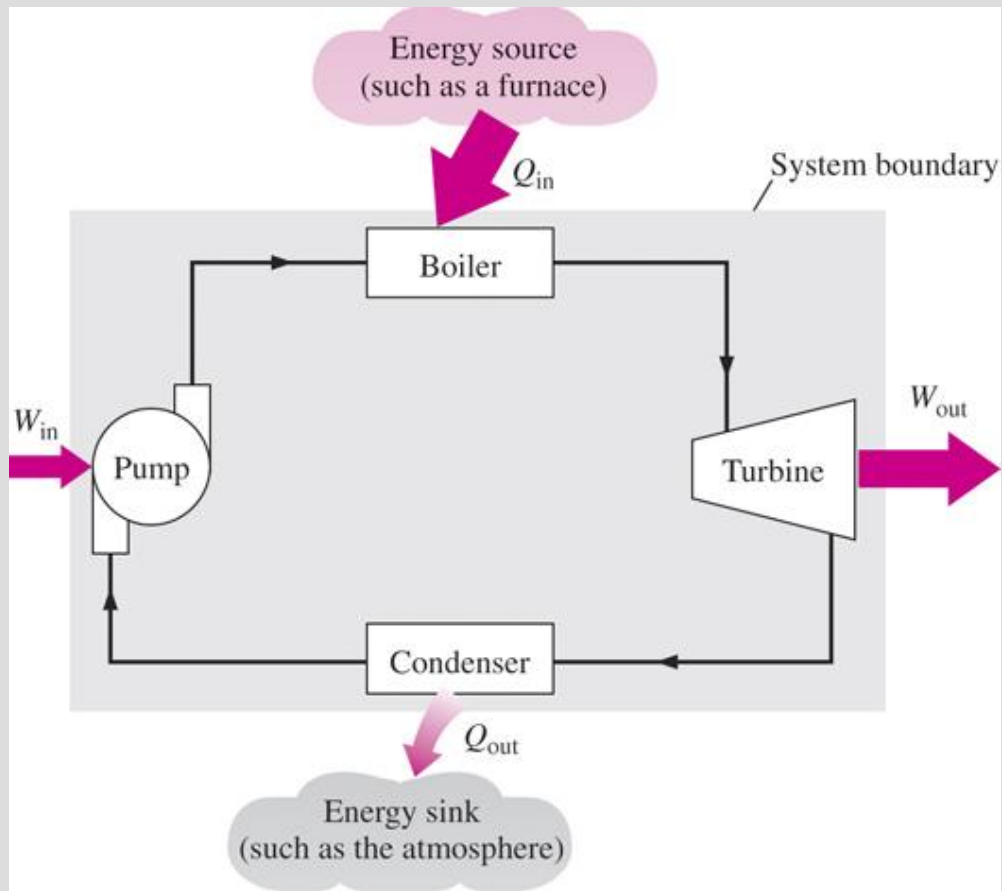 Energy source
(such as a furnace)
Qin
System boundary
Boiler
Win
Pump
Wout
Turbine
Condenser
Qout
Energy sink
(such as the atmosphere)